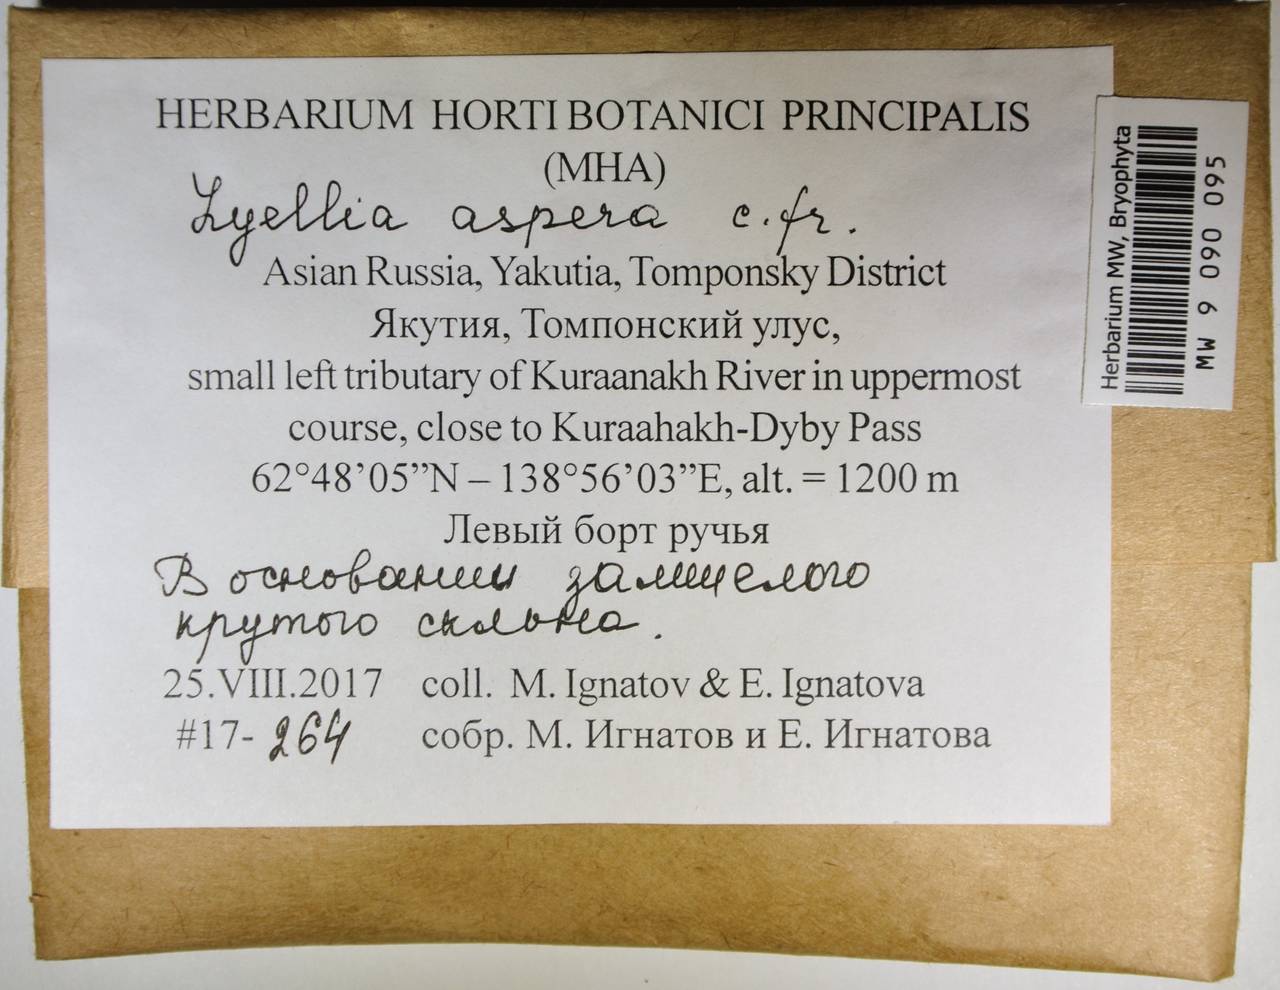 HERBARIUM HORTI BOTANICI PRINCIPALIS
(MHA)
Lyellia aspera c. fr.
Asian Russia, Yakutia, Tomponsky District
Якутия, Томпонский улус,
small left tributary of Kuraanakh River in uppermost
course, close to Kuraahakh-Dyby Pass
62°48’05”N – 138°56’03”E, alt. = 1200 m
Левый борт ручья
В основании замшелого
крутого склона.
25.VIII.2017 coll. M. Ignatov & E. Ignatova
#17- 264 собр. М. Игнатов и Е. Игнатова
Herbarium MW, Bryophyta
MW 9 090 095